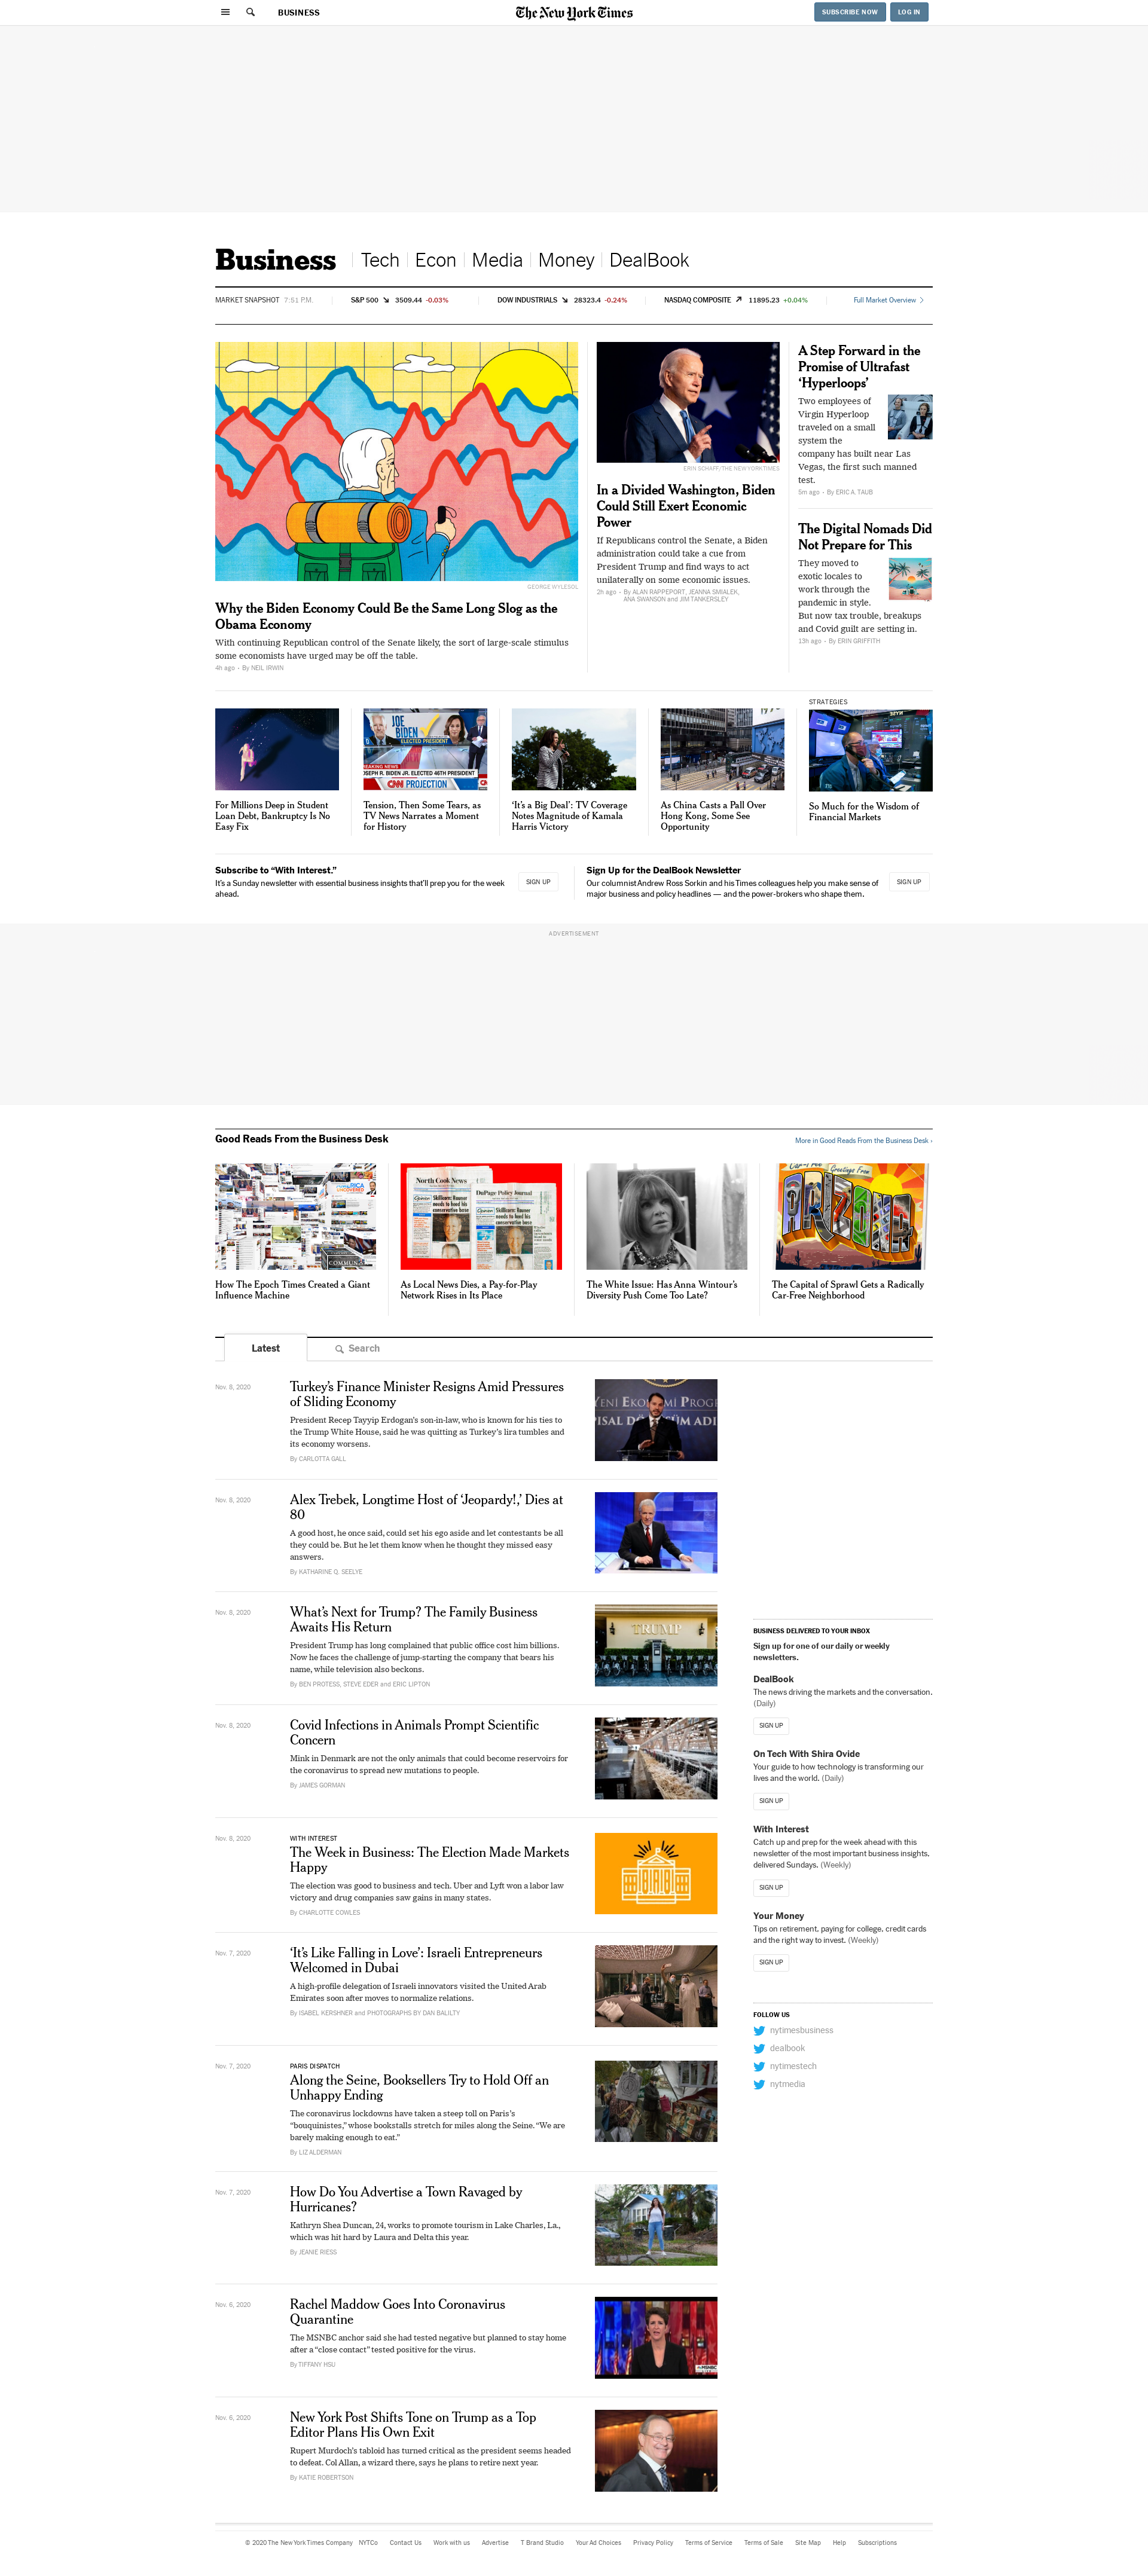 BUSINESS
The New York Times
SUBSCRIBE NOW
LOG IN
Business
Tech
Econ
Media
Money
DealBook
MARKET SNAPSHOT 7:51 P.M.
S&P 500 3509.44 -0.03%
DOW INDUSTRIALS 28323.4 -0.24%
NASDAQ COMPOSITE 11895.23 +0.04%
Full Market Overview
GEORGE WYLESOL
Why the Biden Economy Could Be the Same Long Slog as the
Obama Economy
With continuing Republican control of the Senate likely, the sort of large-scale stimulus
some economists have urged may be off the table.
4h ago - By NEIL IRWIN
ERIN SCHAFF/THE NEW YORK TIMES
In a Divided Washington, Biden
Could Still Exert Economic
Power
If Republicans control the Senate, a Biden
administration could take a cue from
President Trump and find ways to act
unilaterally on some economic issues.
2h ago - By ALAN RAPPEPORT, JEANNA SMIALEK,
ANA SWANSON and JIM TANKERSLEY
A Step Forward in the
Promise of Ultrafast
‘Hyperloops’
Two employees of
Virgin Hyperloop
traveled on a small
system the
company has built near Las
Vegas, the first such manned
test.
5m ago - By ERIC A. TAUB
The Digital Nomads Did
Not Prepare for This
They moved to
exotic locales to
work through the
pandemic in style.
But now tax trouble, breakups
and Covid guilt are setting in.
13h ago - By ERIN GRIFFITH
For Millions Deep in Student
Loan Debt, Bankruptcy Is No
Easy Fix
JOE
BIDEN
ELECTED PRESIDENT
BREAKING NEWS
OSEPH R. BIDEN JR. ELECTED 46TH PRESIDENT
CNN PROJECTION
Tension, Then Some Tears, as
TV News Narrates a Moment
for History
‘It’s a Big Deal’: TV Coverage
Notes Magnitude of Kamala
Harris Victory
As China Casts a Pall Over
Hong Kong, Some See
Opportunity
STRATEGIES
So Much for the Wisdom of
Financial Markets
Subscribe to “With Interest.”
It’s a Sunday newsletter with essential business insights that’ll prep you for the week
ahead.
SIGN UP
Sign Up for the DealBook Newsletter
Our columnist Andrew Ross Sorkin and his Times colleagues help you make sense of
major business and policy headlines — and the power-brokers who shape them.
SIGN UP
ADVERTISEMENT
Good Reads From the Business Desk
More in Good Reads From the Business Desk ›
How The Epoch Times Created a Giant
Influence Machine
North Cook News
DuPage Policy Journal
As Local News Dies, a Pay-for-Play
Network Rises in Its Place
The White Issue: Has Anna Wintour’s
Diversity Push Come Too Late?
Greetings From
ARIZONA
The Capital of Sprawl Gets a Radically
Car-Free Neighborhood
Latest
Search
Nov. 8, 2020
Turkey’s Finance Minister Resigns Amid Pressures
of Sliding Economy
President Recep Tayyip Erdogan’s son-in-law, who is known for his ties to
the Trump White House, said he was quitting as Turkey’s lira tumbles and
its economy worsens.
By CARLOTTA GALL
YENİ EKONOMİ PROG
Nov. 8, 2020
Alex Trebek, Longtime Host of ‘Jeopardy!,’ Dies at
80
A good host, he once said, could set his ego aside and let contestants be all
they could be. But he let them know when he thought they missed easy
answers.
By KATHARINE Q. SEELYE
Nov. 8, 2020
What’s Next for Trump? The Family Business
Awaits His Return
President Trump has long complained that public office cost him billions.
Now he faces the challenge of jump-starting the company that bears his
name, while television also beckons.
By BEN PROTESS, STEVE EDER and ERIC LIPTON
TRUMP
Nov. 8, 2020
Covid Infections in Animals Prompt Scientific
Concern
Mink in Denmark are not the only animals that could become reservoirs for
the coronavirus to spread new mutations to people.
By JAMES GORMAN
Nov. 8, 2020
WITH INTEREST
The Week in Business: The Election Made Markets
Happy
The election was good to business and tech. Uber and Lyft won a labor law
victory and drug companies saw gains in many states.
By CHARLOTTE COWLES
Nov. 7, 2020
‘It’s Like Falling in Love’: Israeli Entrepreneurs
Welcomed in Dubai
A high-profile delegation of Israeli innovators visited the United Arab
Emirates soon after moves to normalize relations.
By ISABEL KERSHNER and PHOTOGRAPHS BY DAN BALILTY
Nov. 7, 2020
PARIS DISPATCH
Along the Seine, Booksellers Try to Hold Off an
Unhappy Ending
The coronavirus lockdowns have taken a steep toll on Paris’s
“bouquinistes,” whose bookstalls stretch for miles along the Seine. “We are
barely making enough to eat.”
By LIZ ALDERMAN
Nov. 7, 2020
How Do You Advertise a Town Ravaged by
Hurricanes?
Kathryn Shea Duncan, 24, works to promote tourism in Lake Charles, La.,
which was hit hard by Laura and Delta this year.
By JEANIE RIESS
Nov. 6, 2020
Rachel Maddow Goes Into Coronavirus
Quarantine
The MSNBC anchor said she had tested negative but planned to stay home
after a “close contact” tested positive for the virus.
By TIFFANY HSU
Nov. 6, 2020
New York Post Shifts Tone on Trump as a Top
Editor Plans His Own Exit
Rupert Murdoch’s tabloid has turned critical as the president seems headed
to defeat. Col Allan, a wizard there, says he plans to retire next year.
By KATIE ROBERTSON
BUSINESS DELIVERED TO YOUR INBOX
Sign up for one of our daily or weekly
newsletters.
DealBook
The news driving the markets and the conversation.
(Daily)
SIGN UP
On Tech With Shira Ovide
Your guide to how technology is transforming our
lives and the world. (Daily)
SIGN UP
With Interest
Catch up and prep for the week ahead with this
newsletter of the most important business insights,
delivered Sundays. (Weekly)
SIGN UP
Your Money
Tips on retirement, paying for college, credit cards
and the right way to invest. (Weekly)
SIGN UP
FOLLOW US
nytimesbusiness
dealbook
nytimestech
nytmedia
© 2020 The New York Times Company NYTCo Contact Us Work with us Advertise T Brand Studio Your Ad Choices Privacy Policy Terms of Service Terms of Sale Site Map Help Subscriptions